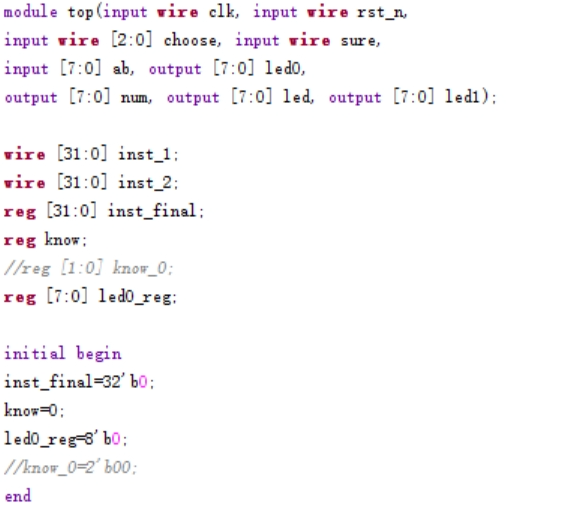 module top(input wire clk, input wire rst_n,
input wire [2:0] choose, input wire sure,
input [7:0] ab, output [7:0] led0,
output [7:0] num, output [7:0] led, output [7:0] led1);
wire [31:0] inst_1;
wire [31:0] inst_2;
reg [31:0] inst_final;
reg know;
//reg [1:0] know_0;
reg [7:0] led0_reg;
initial begin
inst_final=32'b0;
know=0;
led0_reg=8'b0;
//know_0=2'b00;
end